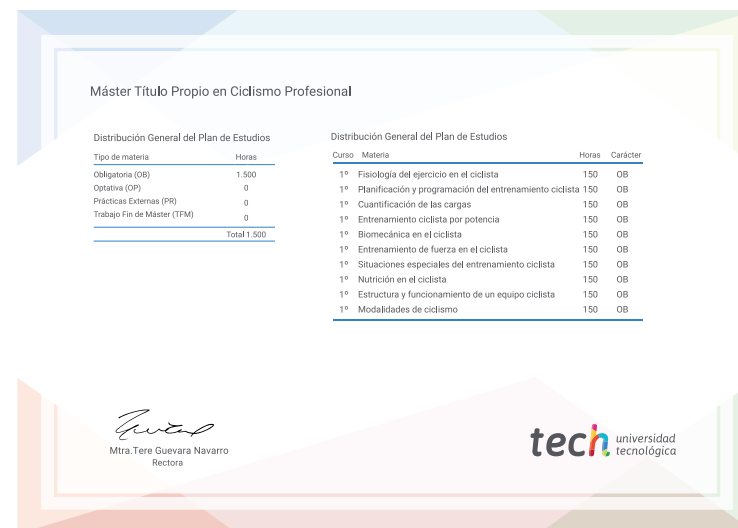 Máster Título Propio en Ciclismo Profesional
Distribución General del Plan de Estudios
Tipo de materia Horas
Obligatoria (OB) 1.500
Optativa (OP) 0
Prácticas Externas (PR) 0
Trabajo Fin de Máster (TFM) 0
Total 1.500
Distribución General del Plan de Estudios
Curso Materia Horas Carácter
1º Fisiología del ejercicio en el ciclista 150 OB
1º Planificación y programación del entrenamiento ciclista 150 OB
1º Cuantificación de las cargas 150 OB
1º Entrenamiento ciclista por potencia 150 OB
1º Biomecánica en el ciclista 150 OB
1º Entrenamiento de fuerza en el ciclista 150 OB
1º Situaciones especiales del entrenamiento ciclista 150 OB
1º Nutrición en el ciclista 150 OB
1º Estructura y funcionamiento de un equipo ciclista 150 OB
1º Modalidades de ciclismo 150 OB
Mtra.Tere Guevara Navarro
Rectora
tech universidad
tecnológica